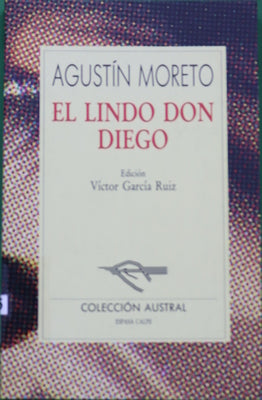 AGUSTÍN MORETO
EL LINDO DON
DIEGO
Edición
Víctor García Ruiz
COLECCIÓN AUSTRAL
ESPASA CALPE